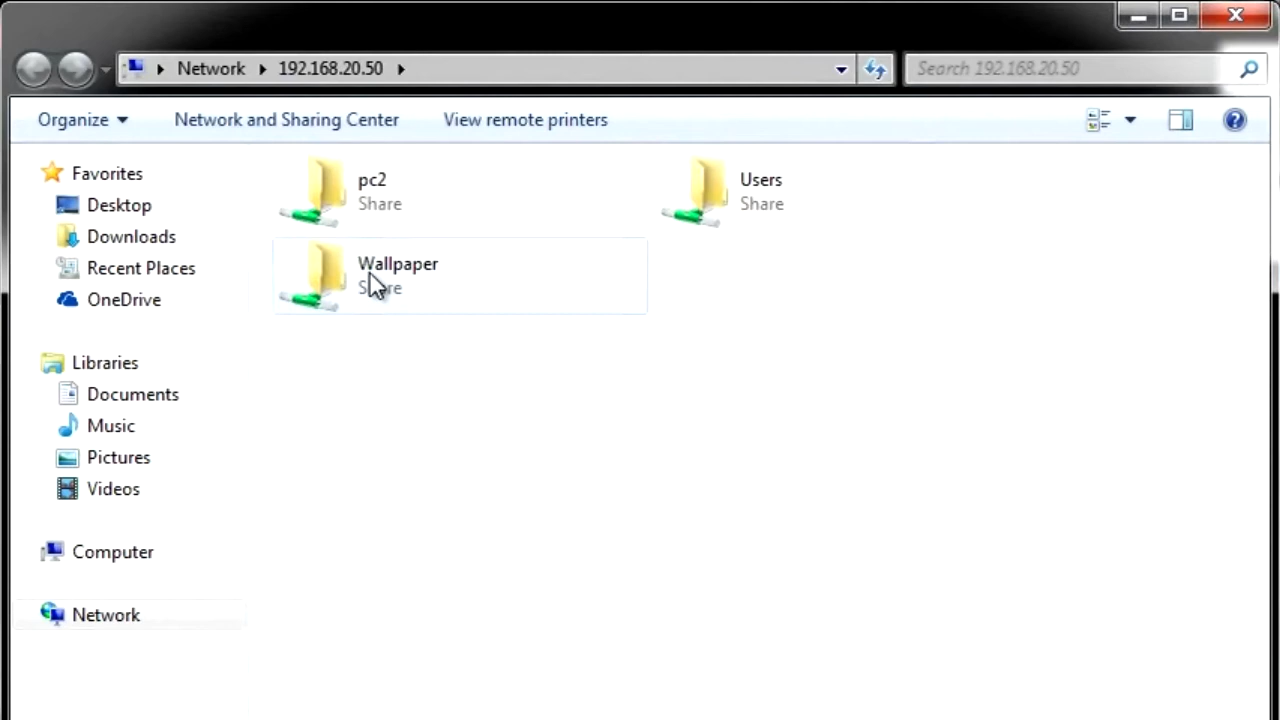 Network 192.168.20.50
Search 192.168.20.50
Organize Network and Sharing Center View remote printers
Favorites
Desktop
Downloads
Recent Places
OneDrive
Libraries
Documents
Music
Pictures
Videos
Computer
Network
pc2
Share
Users
Share
Wallpaper
Share